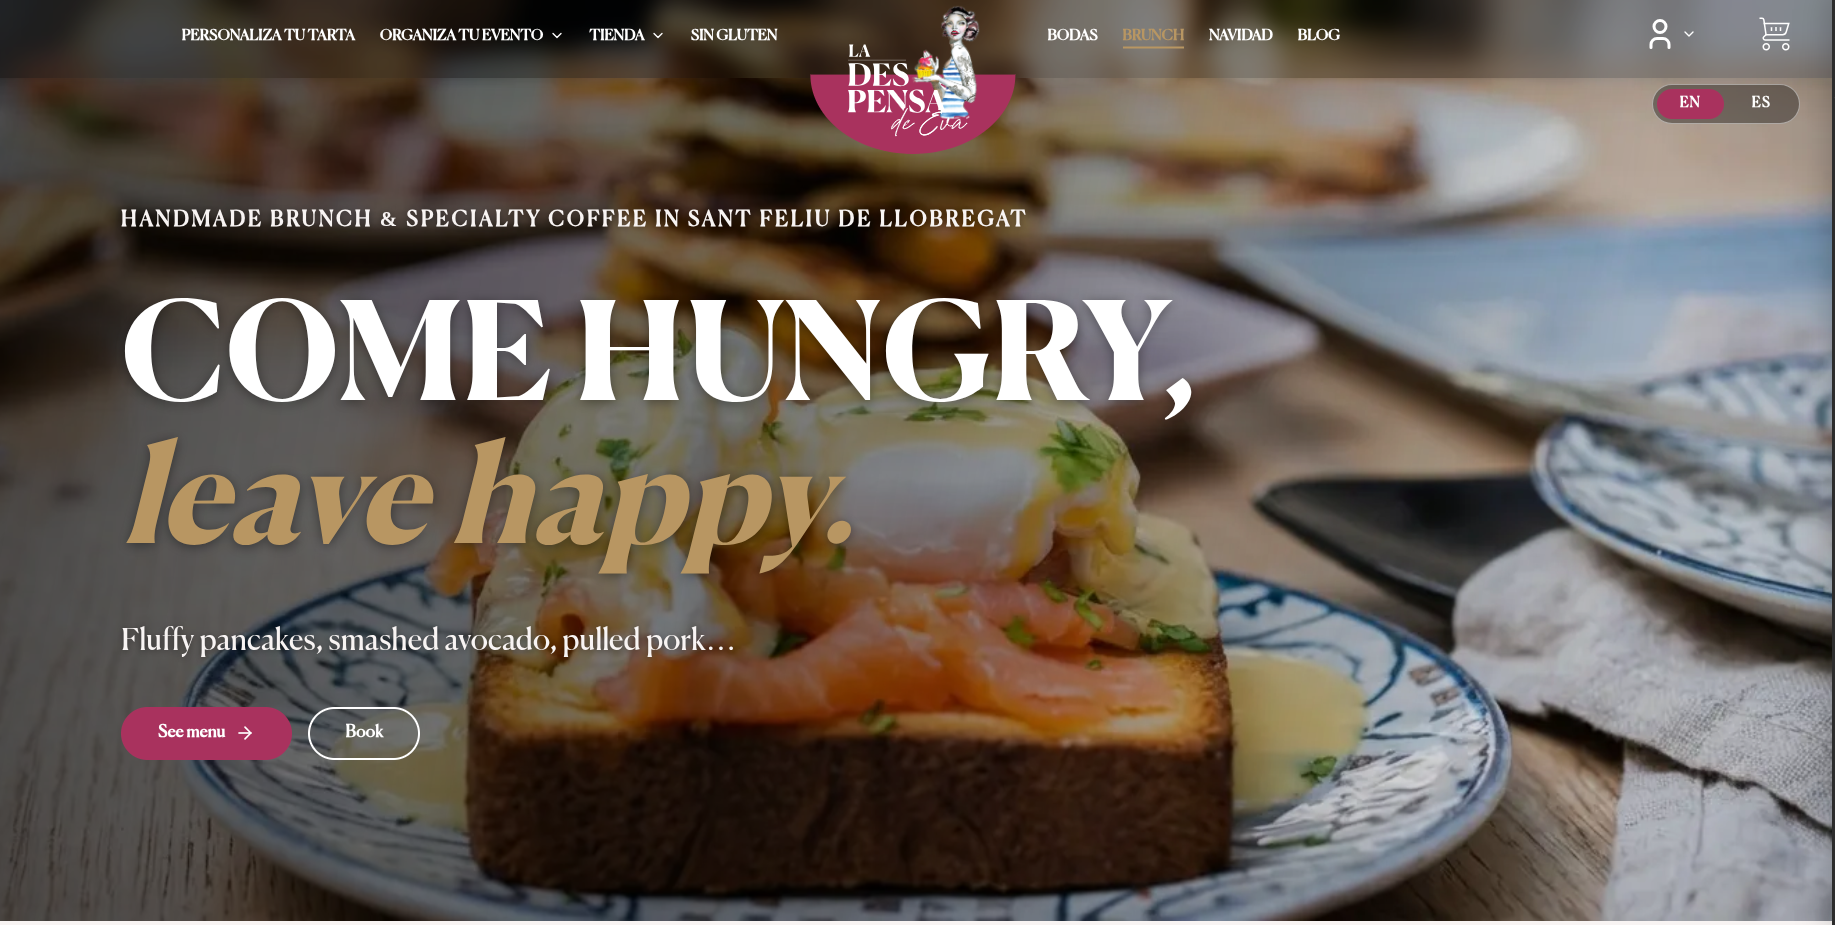 PERSONALIZA TU TARTA ORGANIZA TU EVENTO TIENDA SIN GLUTEN
LA
DES
PENSA
de Eva
BODAS BRUNCH NAVIDAD BLOG
EN ES
HANDMADE BRUNCH & SPECIALTY COFFEE IN SANT FELIU DE LLOBREGAT
COME HUNGRY,
leave happy.
Fluffy pancakes, smashed avocado, pulled pork...
See menu → Book